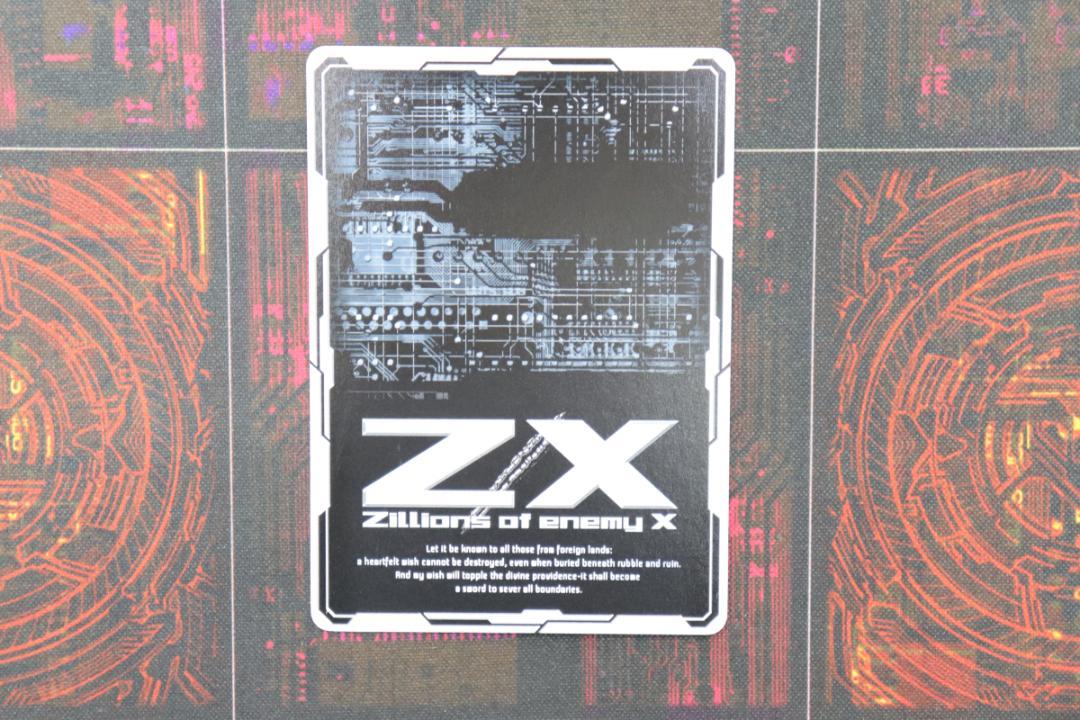 Z/X
Zillions of enemy X
Let it be known to all those from foreign lands:
a heartfelt wish cannot be destroyed, even when buried beneath rubble and ruin.
And my wish will topple the divine providence-it shall become
a sword to sever all boundaries.